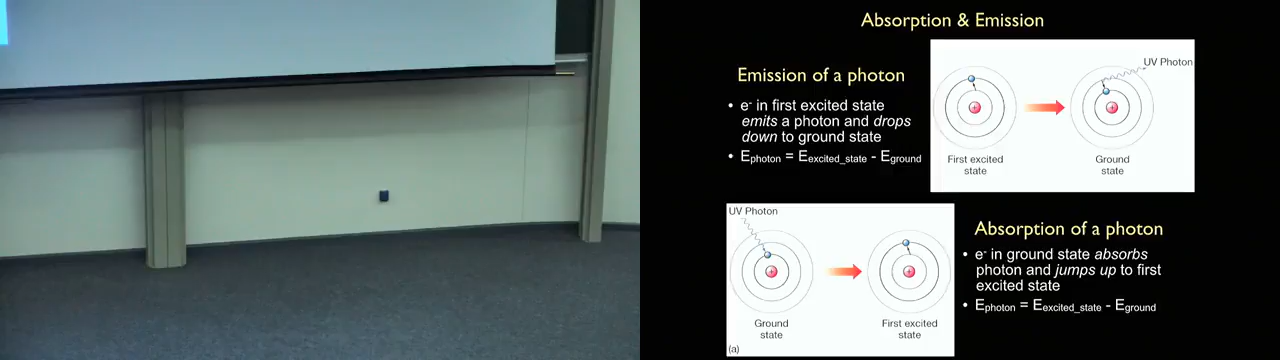 Absorption & Emission
Emission of a photon
• e- in first excited state
emits a photon and drops
down to ground state
• Ephoton = Eexcited_state - Eground
UV Photon
First excited
state
Ground
state
UV Photon
Ground
state
First excited
state
(a)
Absorption of a photon
• e- in ground state absorbs
photon and jumps up to first
excited state
• Ephoton = Eexcited_state - Eground